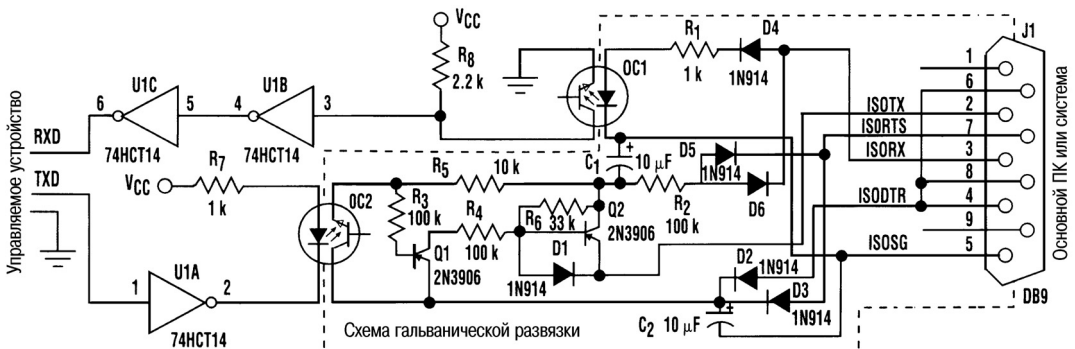 VCC
R8
2.2 k
R1
1 k
D4
1N914
OC1
J1
1
6
2
7
3
8
4
9
5
DB9
ISOTX
ISORTS
ISORX
ISODTR
ISOSG
Основной ПК или система
Управляемое устройство
RXD
TXD
6
U1C
5
4
U1B
3
74HCT14
74HCT14
VCC
R7
1 k
OC2
R5
10 k
R3
100 k
R4
100 k
Q1
2N3906
R6
33 k
Q2
2N3906
D1
1N914
C1
+
10 µF
R2
100 k
D5
1N914
D6
D2
1N914
D3
1N914
C2
10 µF
+
1
U1A
2
74HCT14
Схема гальванической развязки